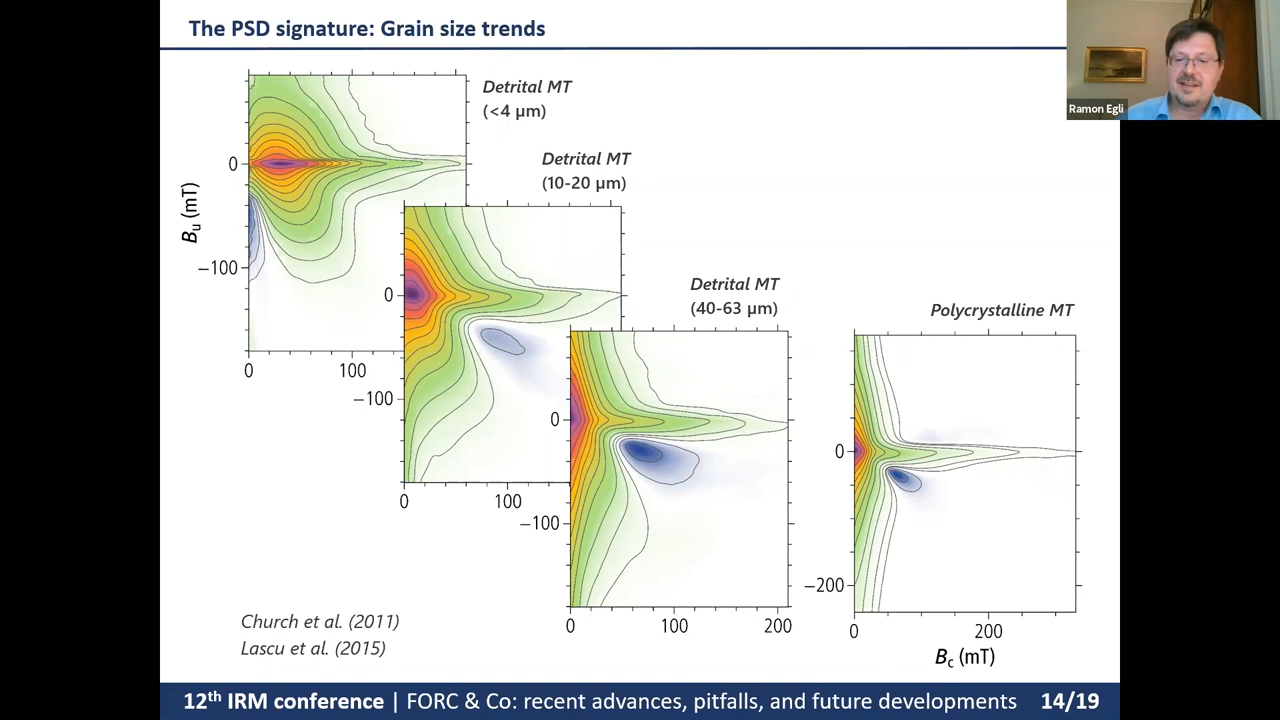 The PSD signature: Grain size trends
Ramon Egli
Detrital MT
(<4 µm)
0
Bu (mT)
−100
0
100
Detrital MT
(10-20 µm)
0
−100
0
100
Detrital MT
(40-63 µm)
0
−100
0
100
200
Polycrystalline MT
0
−200
0
200
Bc (mT)
Church et al. (2011)
Lascu et al. (2015)
12th IRM conference | FORC & Co: recent advances, pitfalls, and future developments 14/19